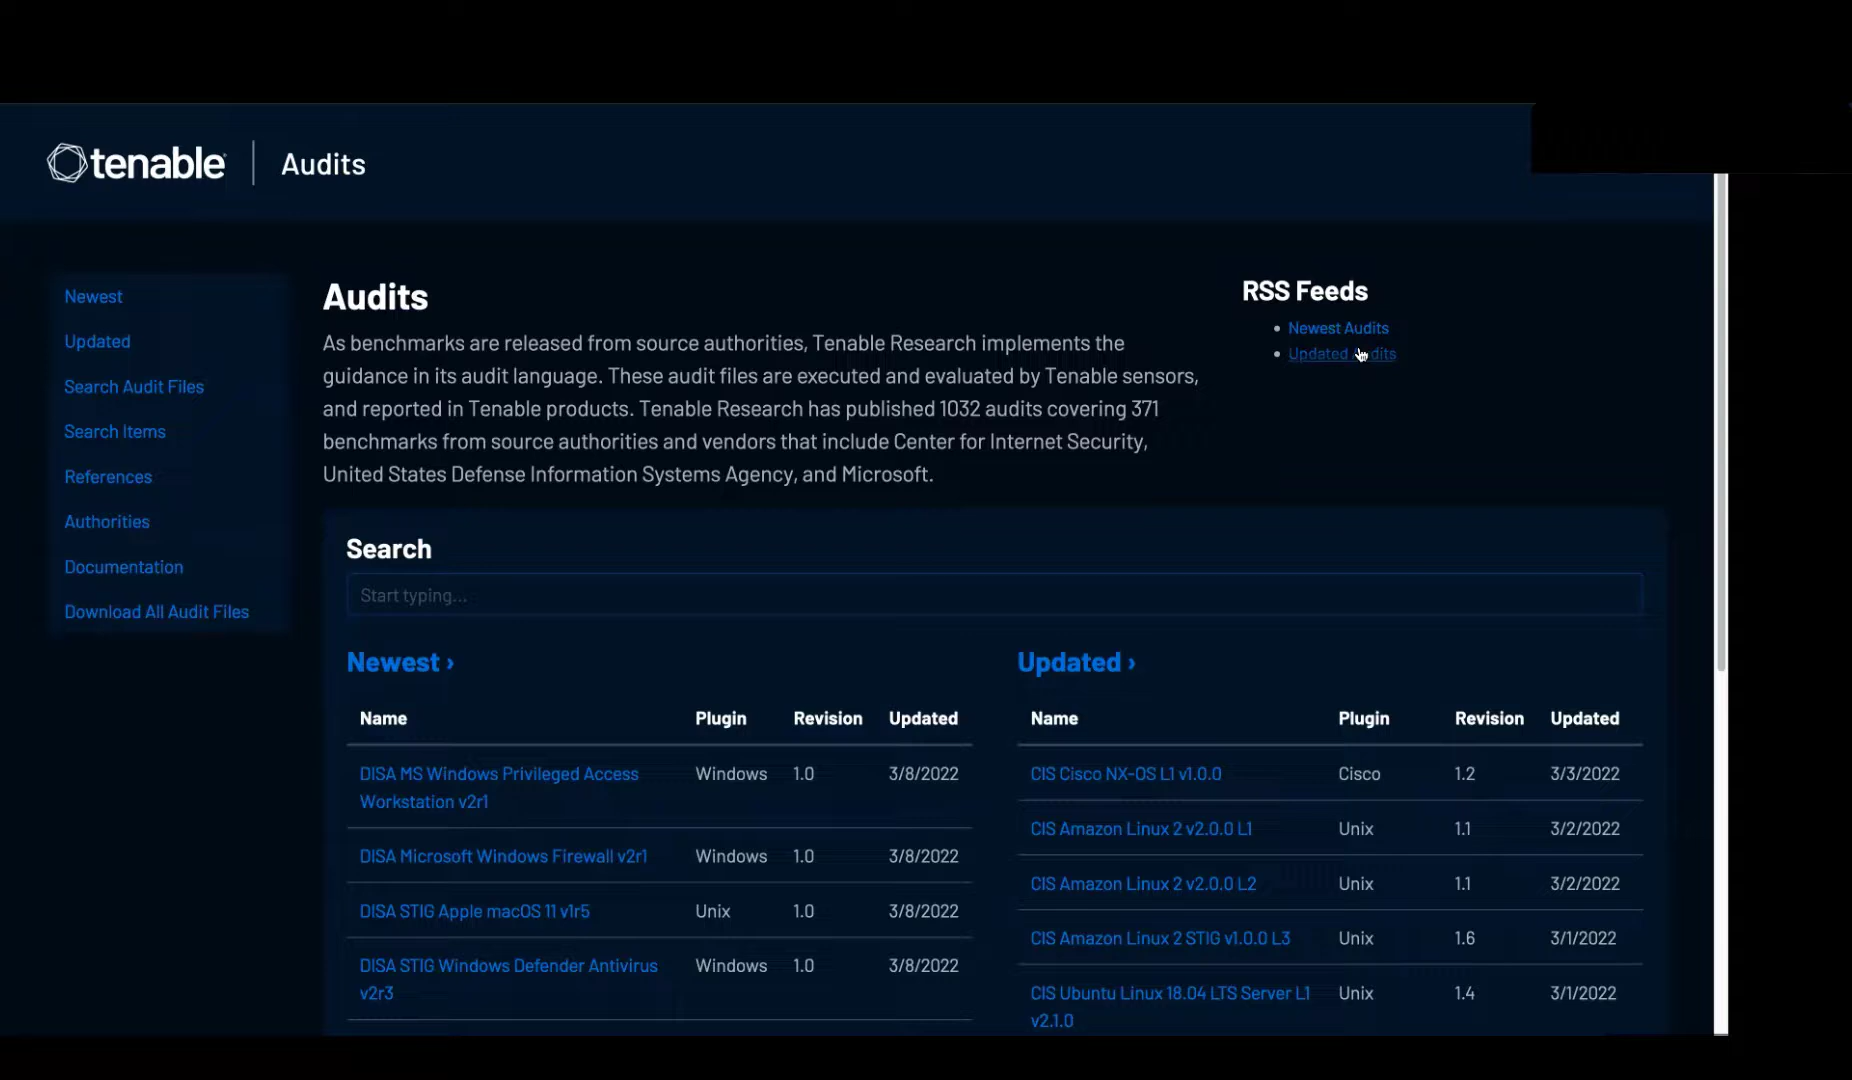 tenable
Audits
Newest
Updated
Search Audit Files
Search Items
References
Authorities
Documentation
Download All Audit Files
Audits
As benchmarks are released from source authorities, Tenable Research implements the
guidance in its audit language. These audit files are executed and evaluated by Tenable sensors,
and reported in Tenable products. Tenable Research has published 1032 audits covering 371
benchmarks from source authorities and vendors that include Center for Internet Security,
United States Defense Information Systems Agency, and Microsoft.
RSS Feeds
• Newest Audits
• Updated Audits
Search
Start typing...
Newest ›
Name Plugin Revision Updated
DISA MS Windows Privileged Access Windows 1.0 3/8/2022
Workstation v2r1
DISA Microsoft Windows Firewall v2r1 Windows 1.0 3/8/2022
DISA STIG Apple macOS 11 v1r5 Unix 1.0 3/8/2022
DISA STIG Windows Defender Antivirus Windows 1.0 3/8/2022
v2r3
Updated ›
Name Plugin Revision Updated
CIS Cisco NX-OS L1 v1.0.0 Cisco 1.2 3/3/2022
CIS Amazon Linux 2 v2.0.0 L1 Unix 1.1 3/2/2022
CIS Amazon Linux 2 v2.0.0 L2 Unix 1.1 3/2/2022
CIS Amazon Linux 2 STIG v1.0.0 L3 Unix 1.6 3/1/2022
CIS Ubuntu Linux 18.04 LTS Server L1 Unix 1.4 3/1/2022
v2.1.0